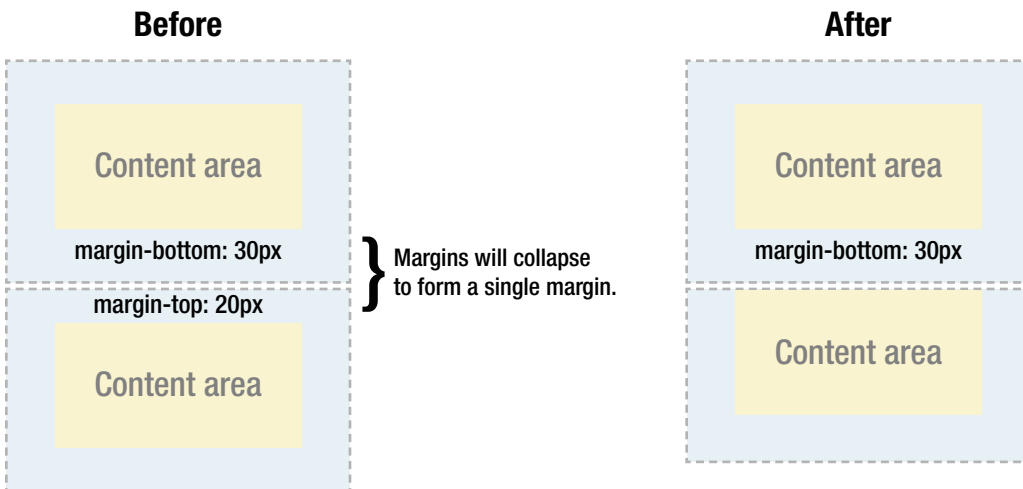 Before
Content area
margin-bottom: 30px
margin-top: 20px
Content area
Margins will collapse
to form a single margin.
After
Content area
margin-bottom: 30px
Content area